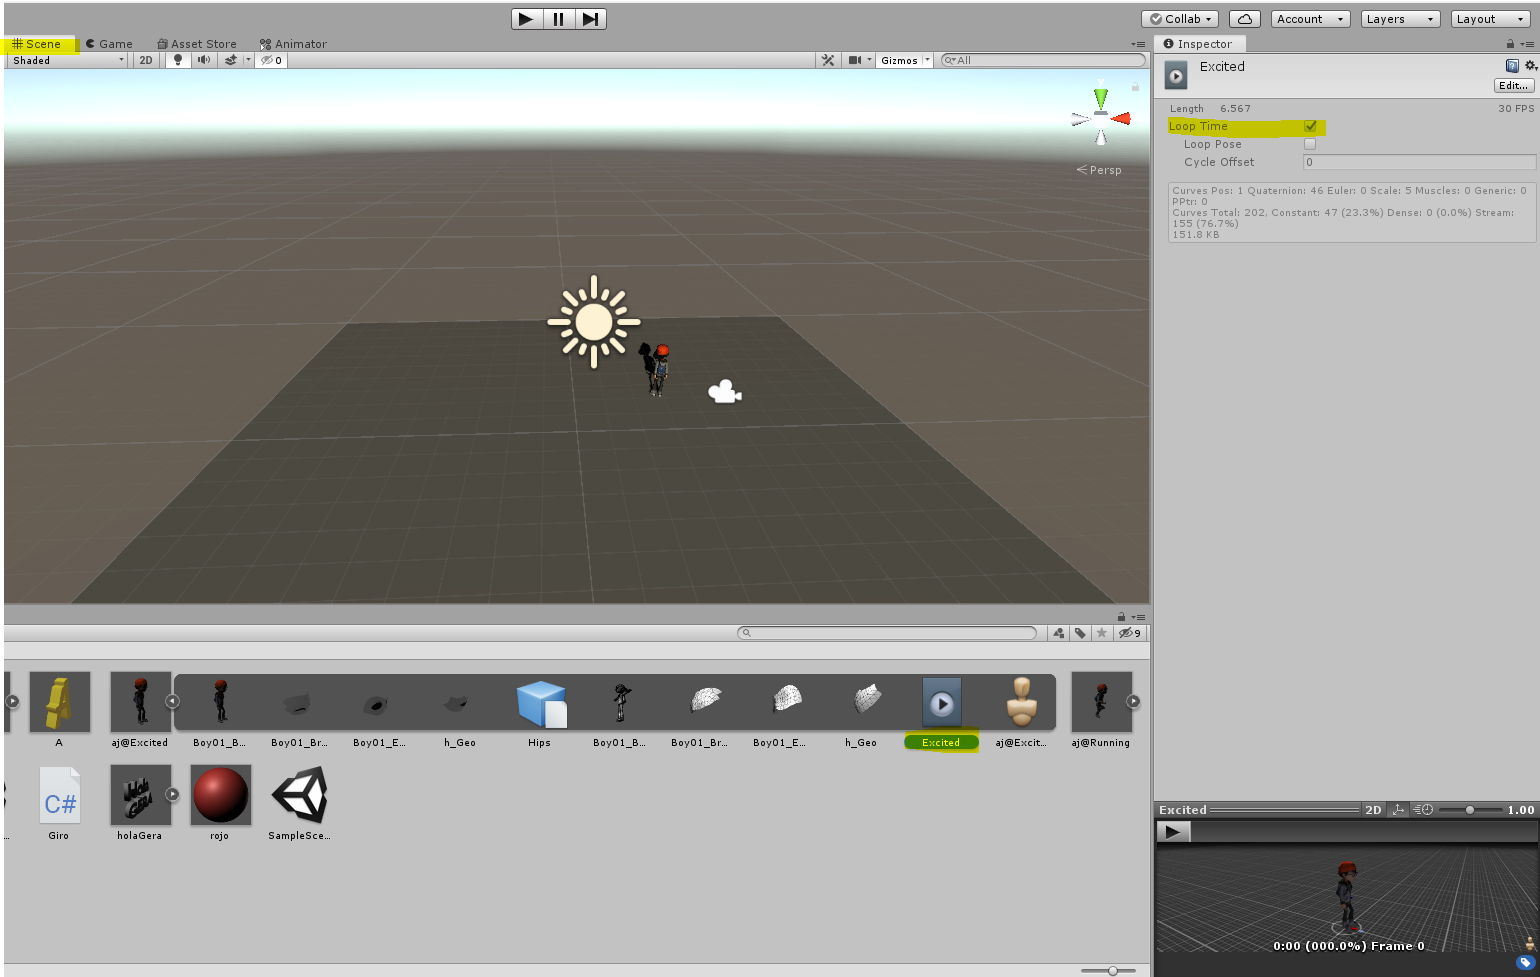 Collab
Account
Layers
Layout
Scene
Game
Asset Store
Animator
Inspector
Shaded
2D
0
Gizmos
All
Excited
Edit...
Length 6.567
30 FPS
Loop Time
Loop Pose
Cycle Offset
0
Curves Pos: 1 Quaternion: 46 Euler: 0 Scale: 5 Muscles: 0 Generic: 0
PPtr: 0
Curves Total: 202, Constant: 47 (23.3%) Dense: 0 (0.0%) Stream:
155 (76.7%)
151.8 KB
y
Persp
9
A
aj@Excited
Boy01_B...
Boy01_Br...
Boy01_E...
h_Geo
Hips
Boy01_B...
Boy01_Br...
Boy01_E...
h_Geo
Excited
aj@Excit...
aj@Running
...
C#
Giro
Hola
GERA
holaGera
rojo
SampleSce...
Excited
2D
1.00
0:00 (000.0%) Frame 0